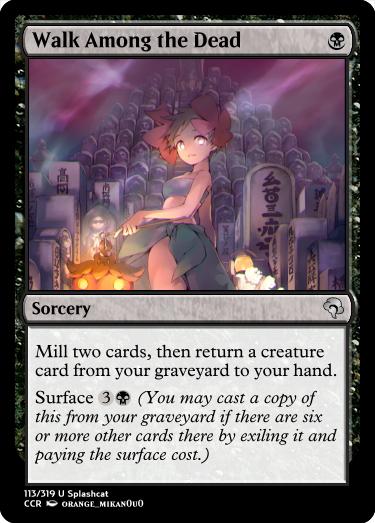 Walk Among the Dead
Sorcery
Mill two cards, then return a creature
card from your graveyard to your hand.
Surface 3 (You may cast a copy of
this from your graveyard if there are six
or more other cards there by exiling it and
paying the surface cost.)
113/319 U Splashcat
CCR ORANGE_MIKAN0U0